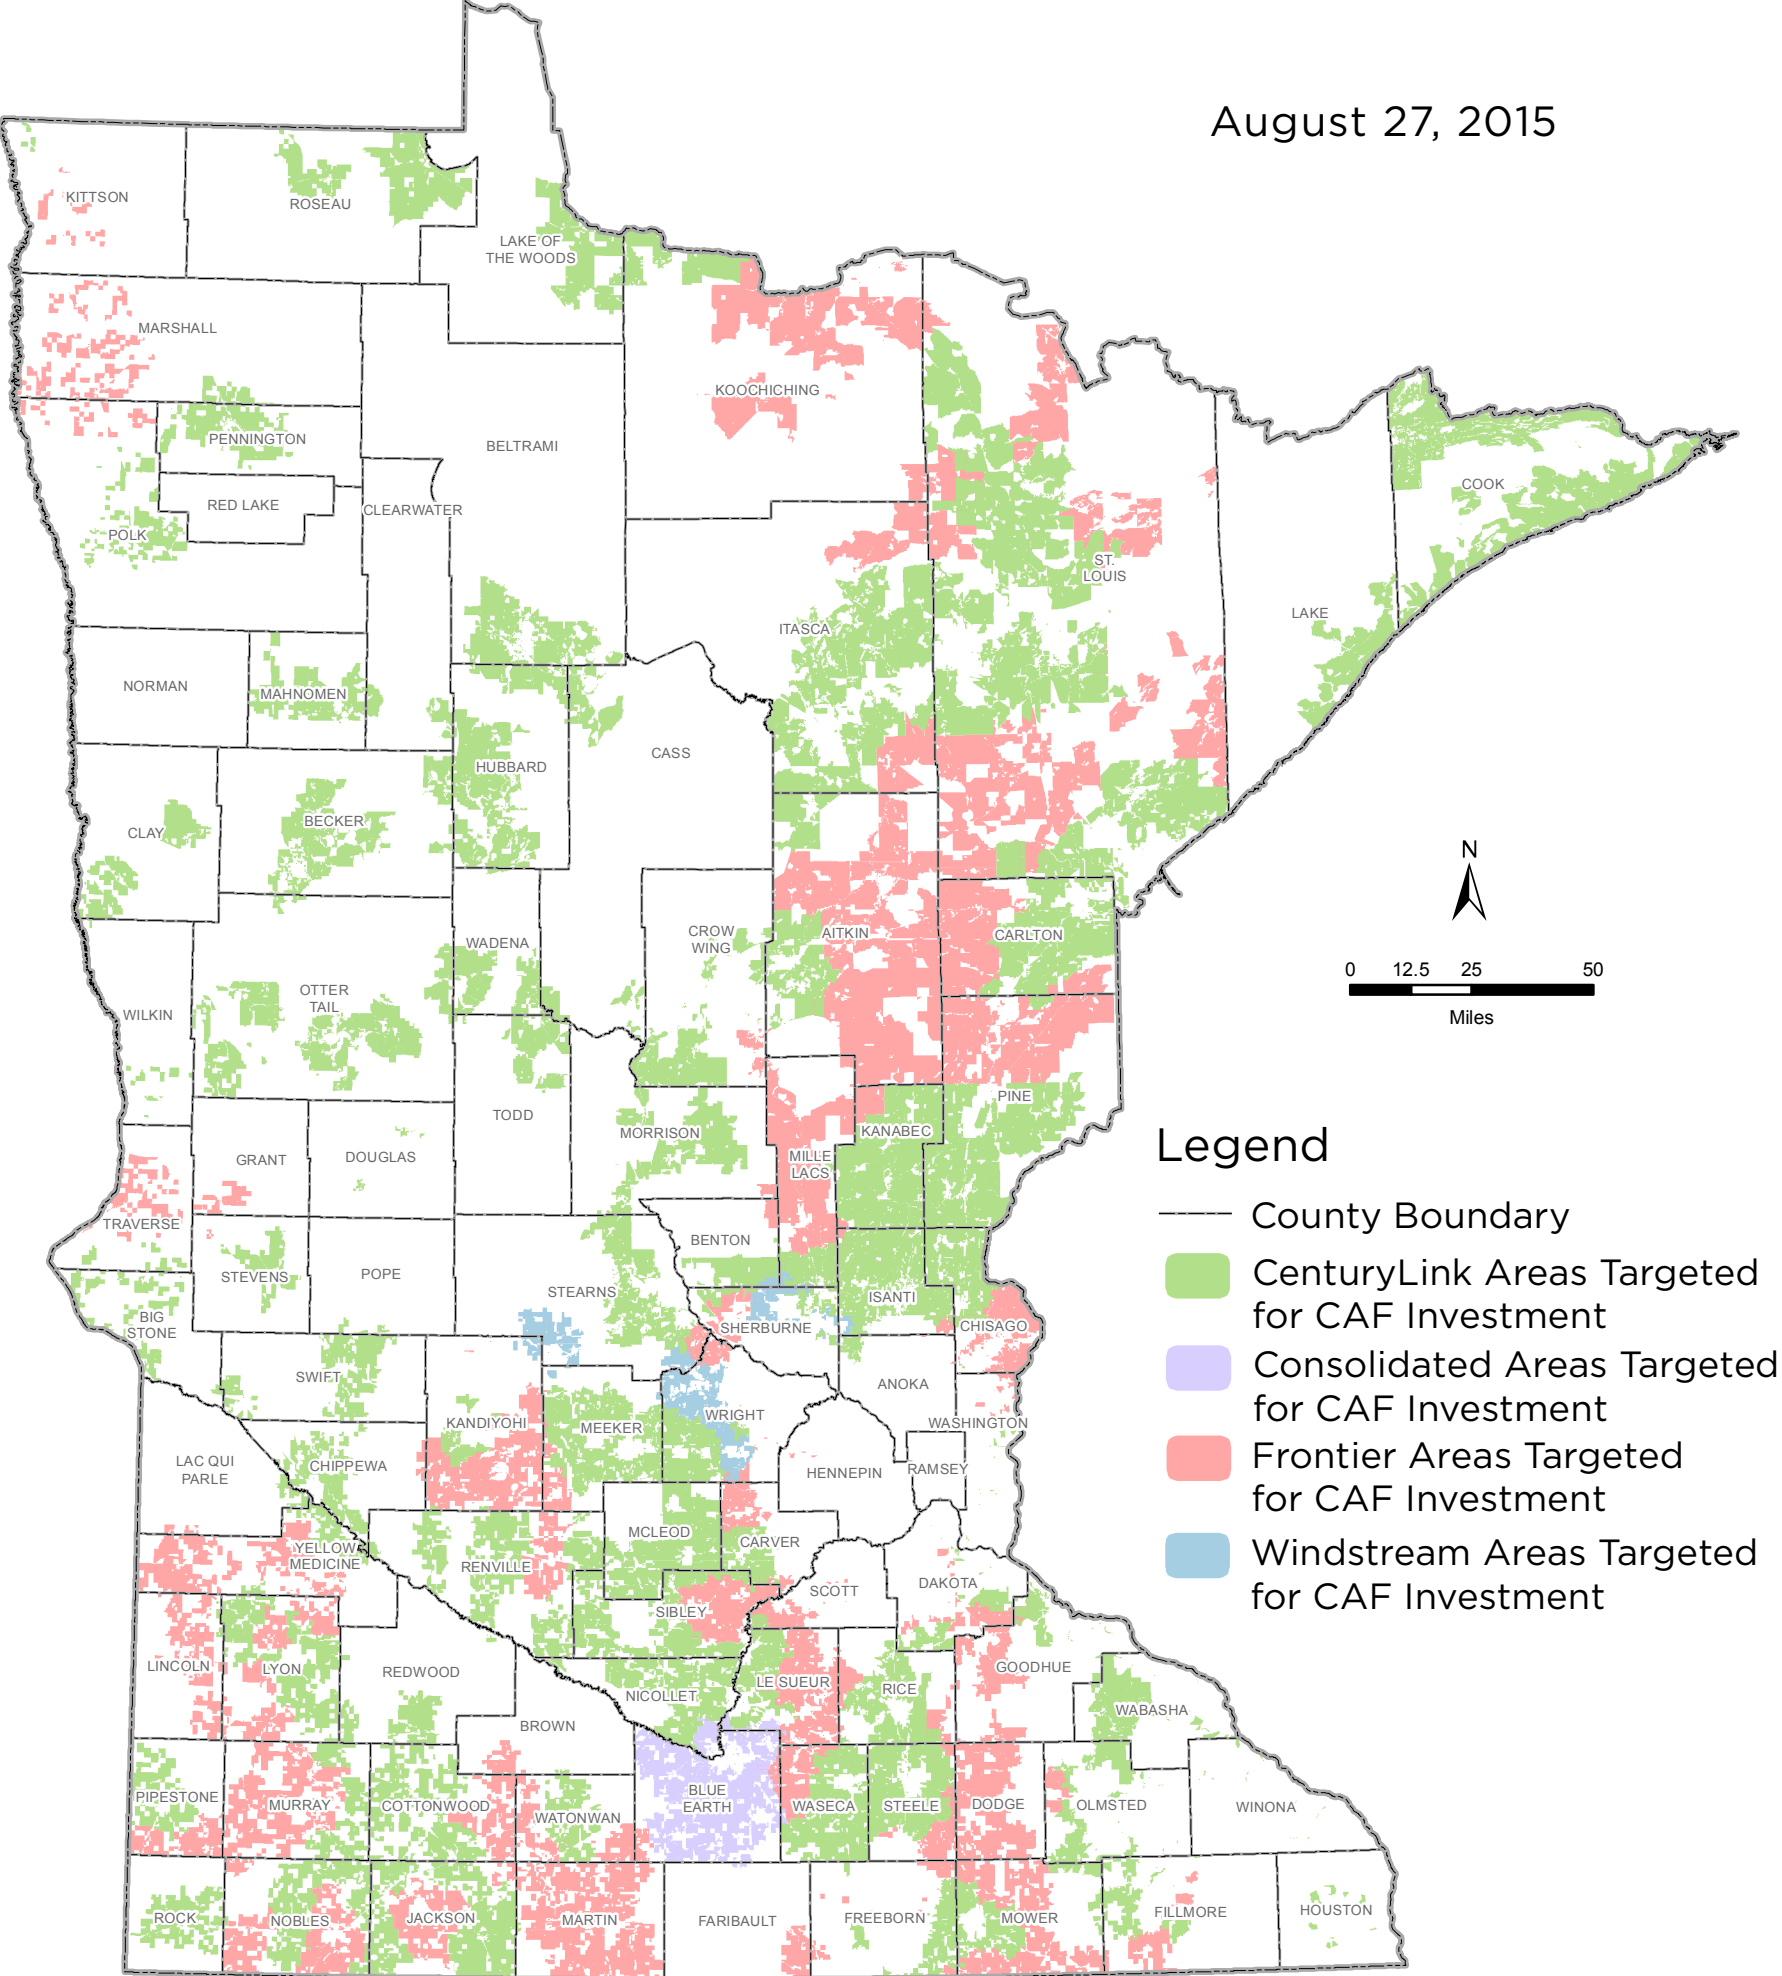 August 27, 2015
KITTSON
ROSEAU
LAKE OF
THE WOODS
MARSHALL
KOOCHICHING
PENNINGTON
BELTRAMI
COOK
RED LAKE
CLEARWATER
POLK
ST.
LOUIS
LAKE
ITASCA
NORMAN
MAHNOMEN
CASS
HUBBARD
BECKER
CLAY
N
CROW
WING
AITKIN
CARLTON
WADENA
0 12.5 25 50
Miles
OTTER
TAIL
WILKIN
PINE
TODD
MORRISON
KANABEC
Legend
GRANT
DOUGLAS
MILLE
LACS
County Boundary
TRAVERSE
BENTON
CenturyLink Areas Targeted
for CAF Investment
STEVENS
POPE
STEARNS
ISANTI
BIG
STONE
SHERBURNE
CHISAGO
Consolidated Areas Targeted
for CAF Investment
SWIFT
ANOKA
KANDIYOHI
MEEKER
WRIGHT
WASHINGTON
Frontier Areas Targeted
for CAF Investment
LAC QUI
PARLE
CHIPPEWA
HENNEPIN
RAMSEY
MCLEOD
CARVER
Windstream Areas Targeted
for CAF Investment
YELLOW
MEDICINE
RENVILLE
SCOTT
DAKOTA
SIBLEY
LINCOLN
LYON
REDWOOD
NICOLLET
LE SUEUR
RICE
GOODHUE
WABASHA
BROWN
PIPESTONE
MURRAY
COTTONWOOD
WATONWAN
BLUE
EARTH
WASECA
STEELE
DODGE
OLMSTED
WINONA
ROCK
NOBLES
JACKSON
MARTIN
FARIBAULT
FREEBORN
MOWER
FILLMORE
HOUSTON